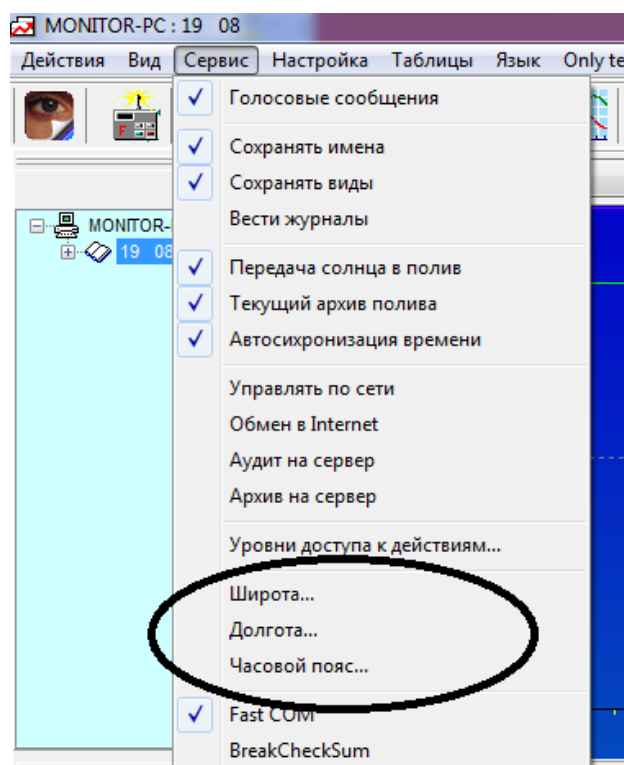 MONITOR-PC : 19 08
Действия Вид Сервис Настройка Таблицы Язык Only te
Голосовые сообщения
Сохранять имена
Сохранять виды
Вести журналы
MONITOR-
19 08
Передача солнца в полив
Текущий архив полива
Автосихронизация времени
Управлять по сети
Обмен в Internet
Аудит на сервер
Архив на сервер
Уровни доступа к действиям...
Широта...
Долгота...
Часовой пояс...
Fast COM
BreakCheckSum